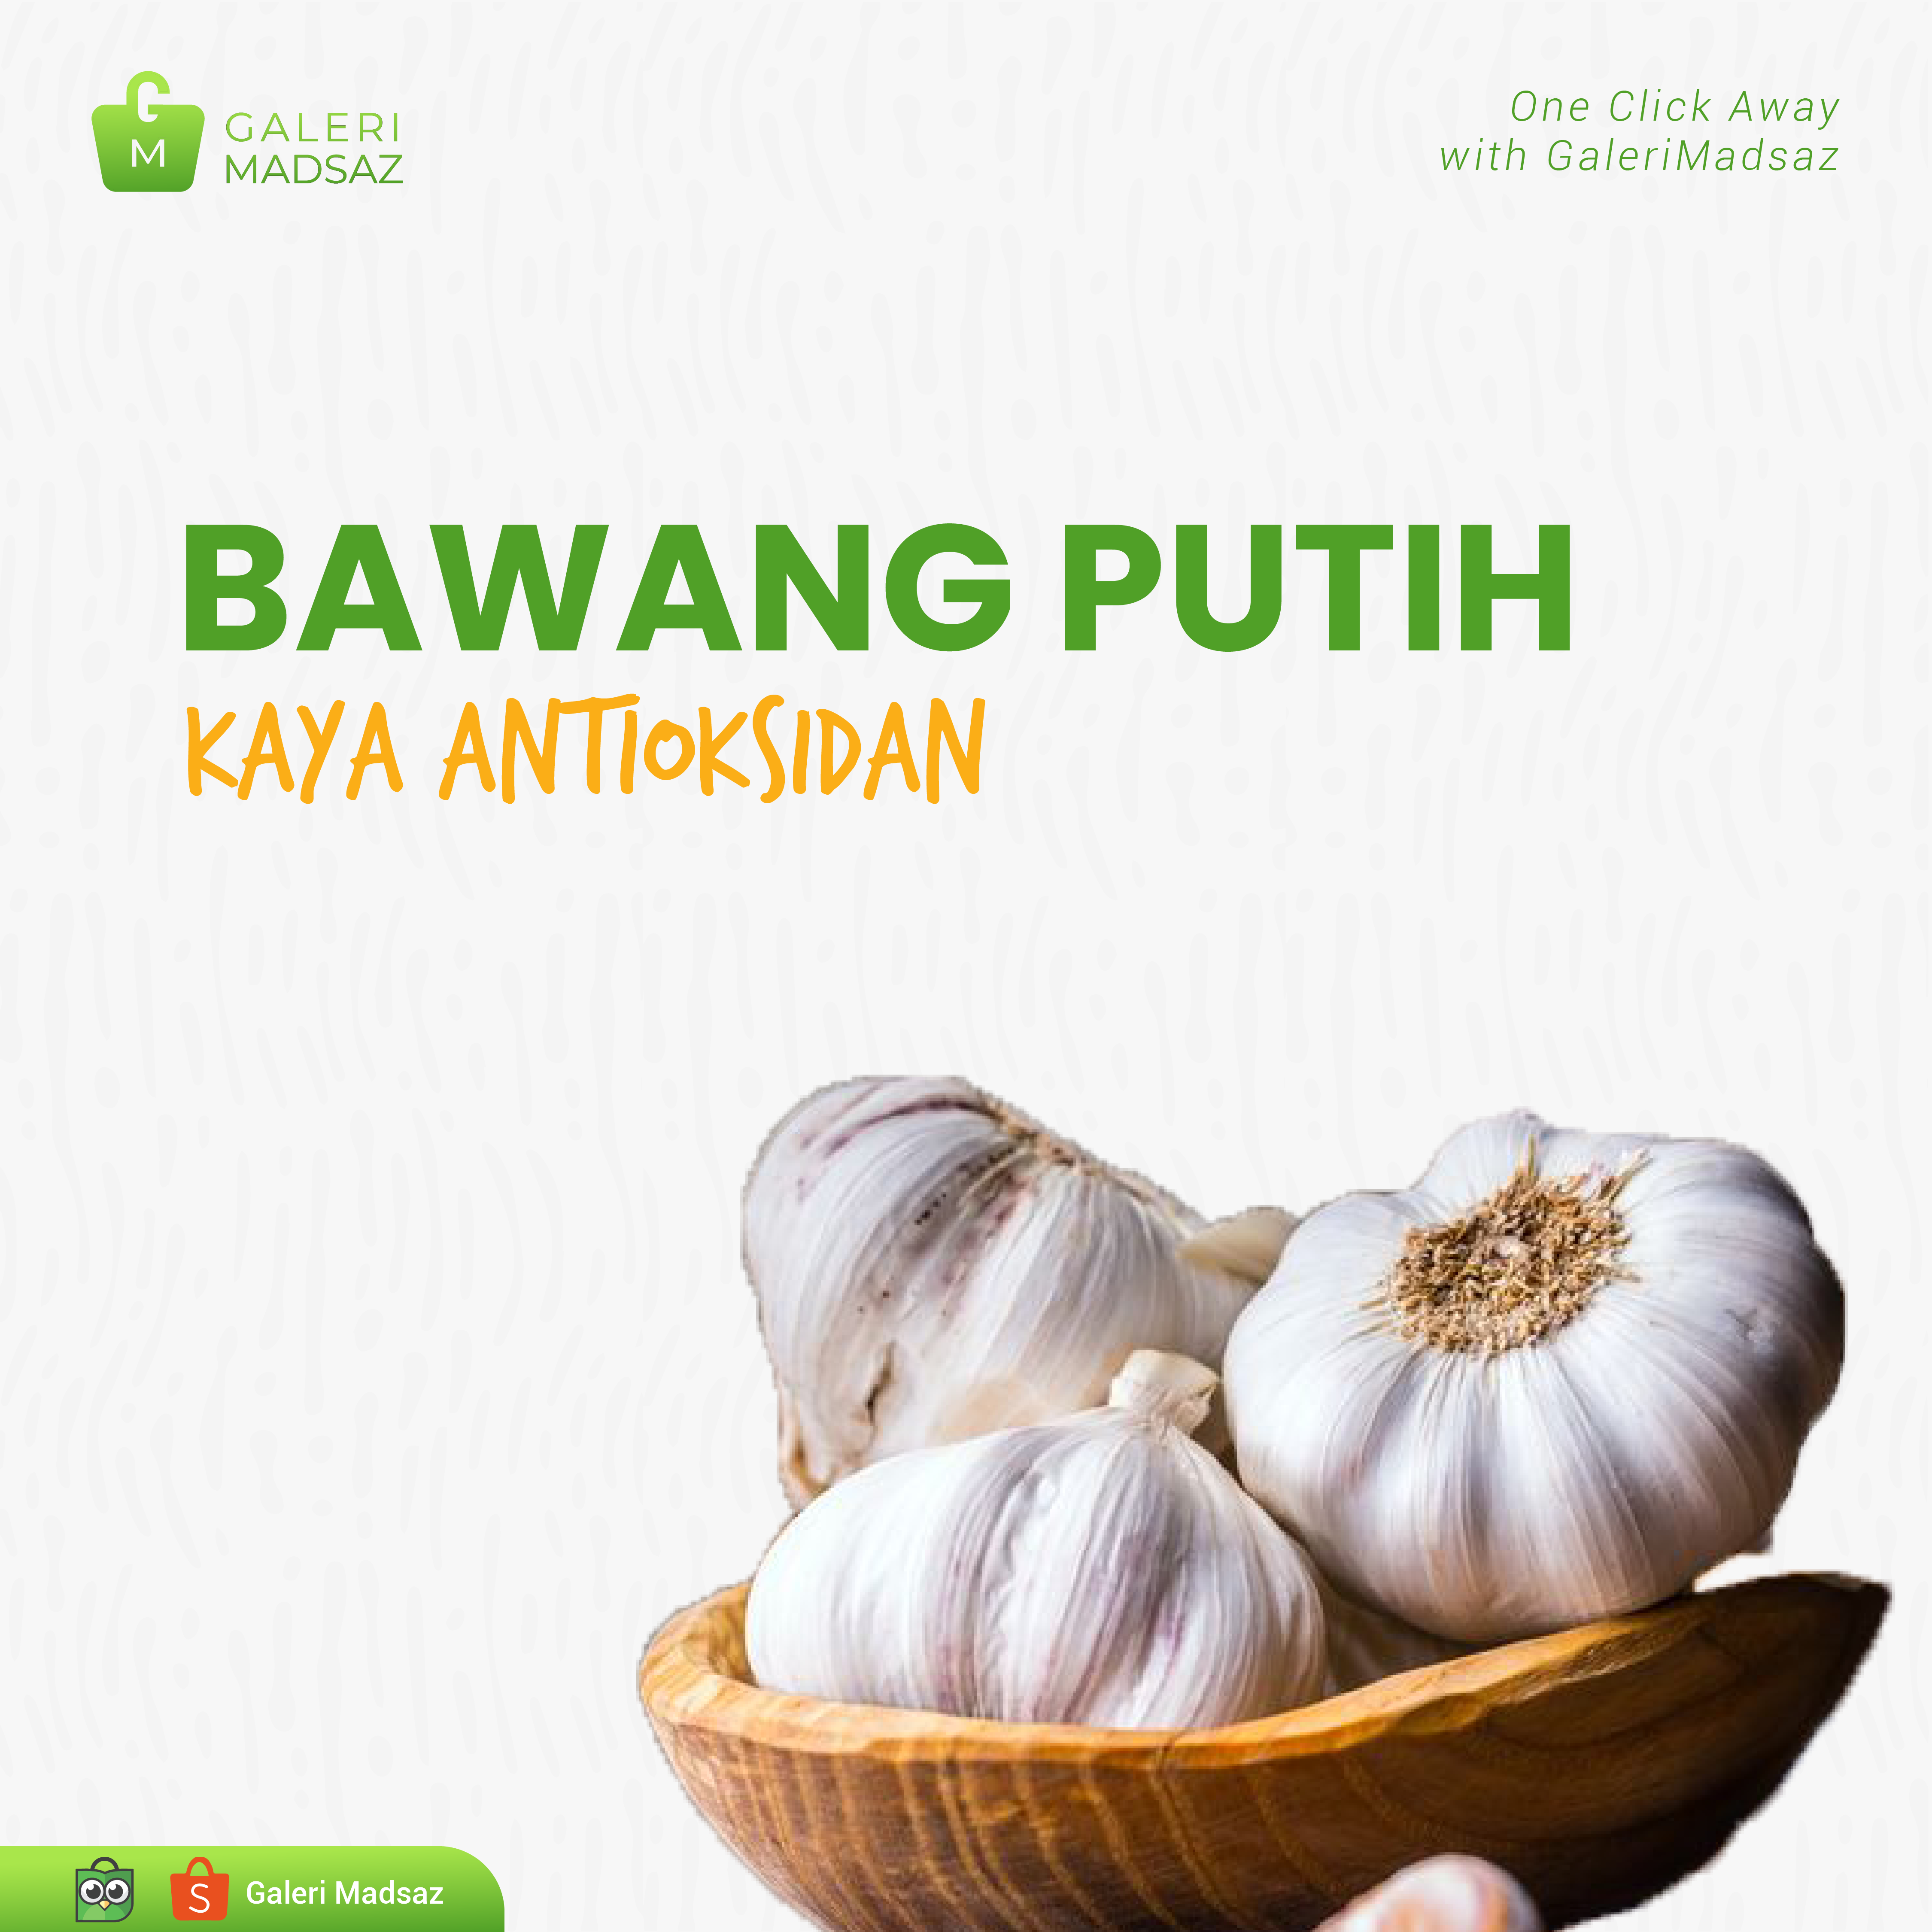 GALERI
MADSAZ
One Click Away
with GaleriMadsaz
BAWANG PUTIH
KAYA ANTIOKSIDAN
Galeri Madsaz